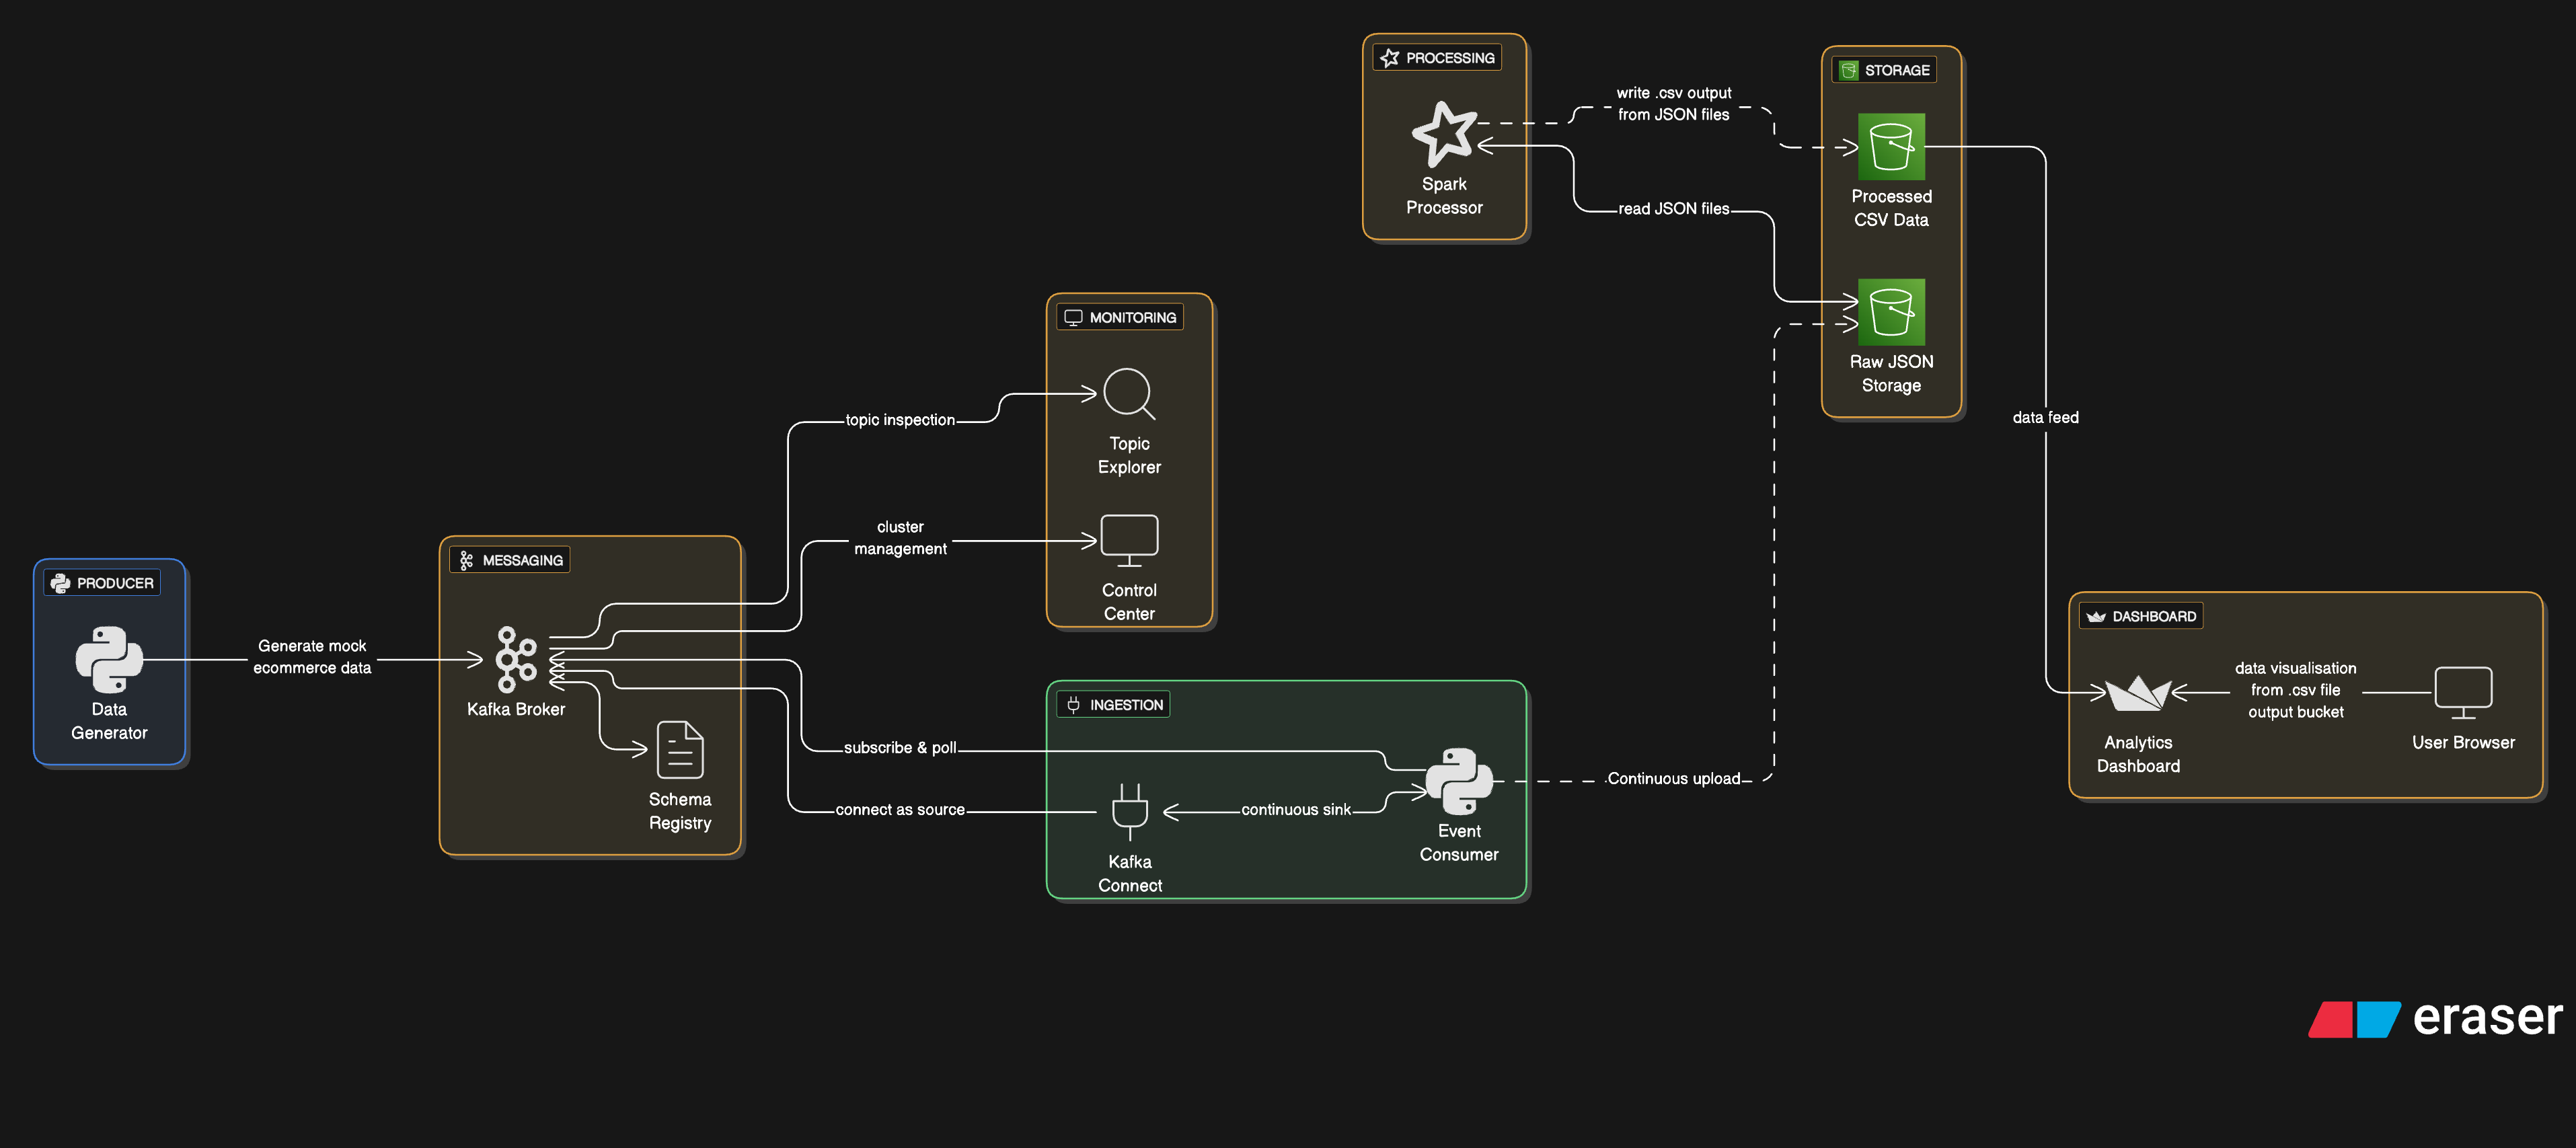 PROCESSING
Spark
Processor
write .csv output
from JSON files
read JSON files
STORAGE
Processed
CSV Data
Raw JSON
Storage
data feed
MONITORING
Topic
Explorer
Control
Center
topic inspection
cluster
management
PRODUCER
Data
Generator
Generate mock
ecommerce data
MESSAGING
Kafka Broker
Schema
Registry
subscribe & poll
connect as source
INGESTION
Kafka
Connect
continuous sink
Event
Consumer
Continuous upload
DASHBOARD
Analytics
Dashboard
data visualisation
from .csv file
output bucket
User Browser
eraser